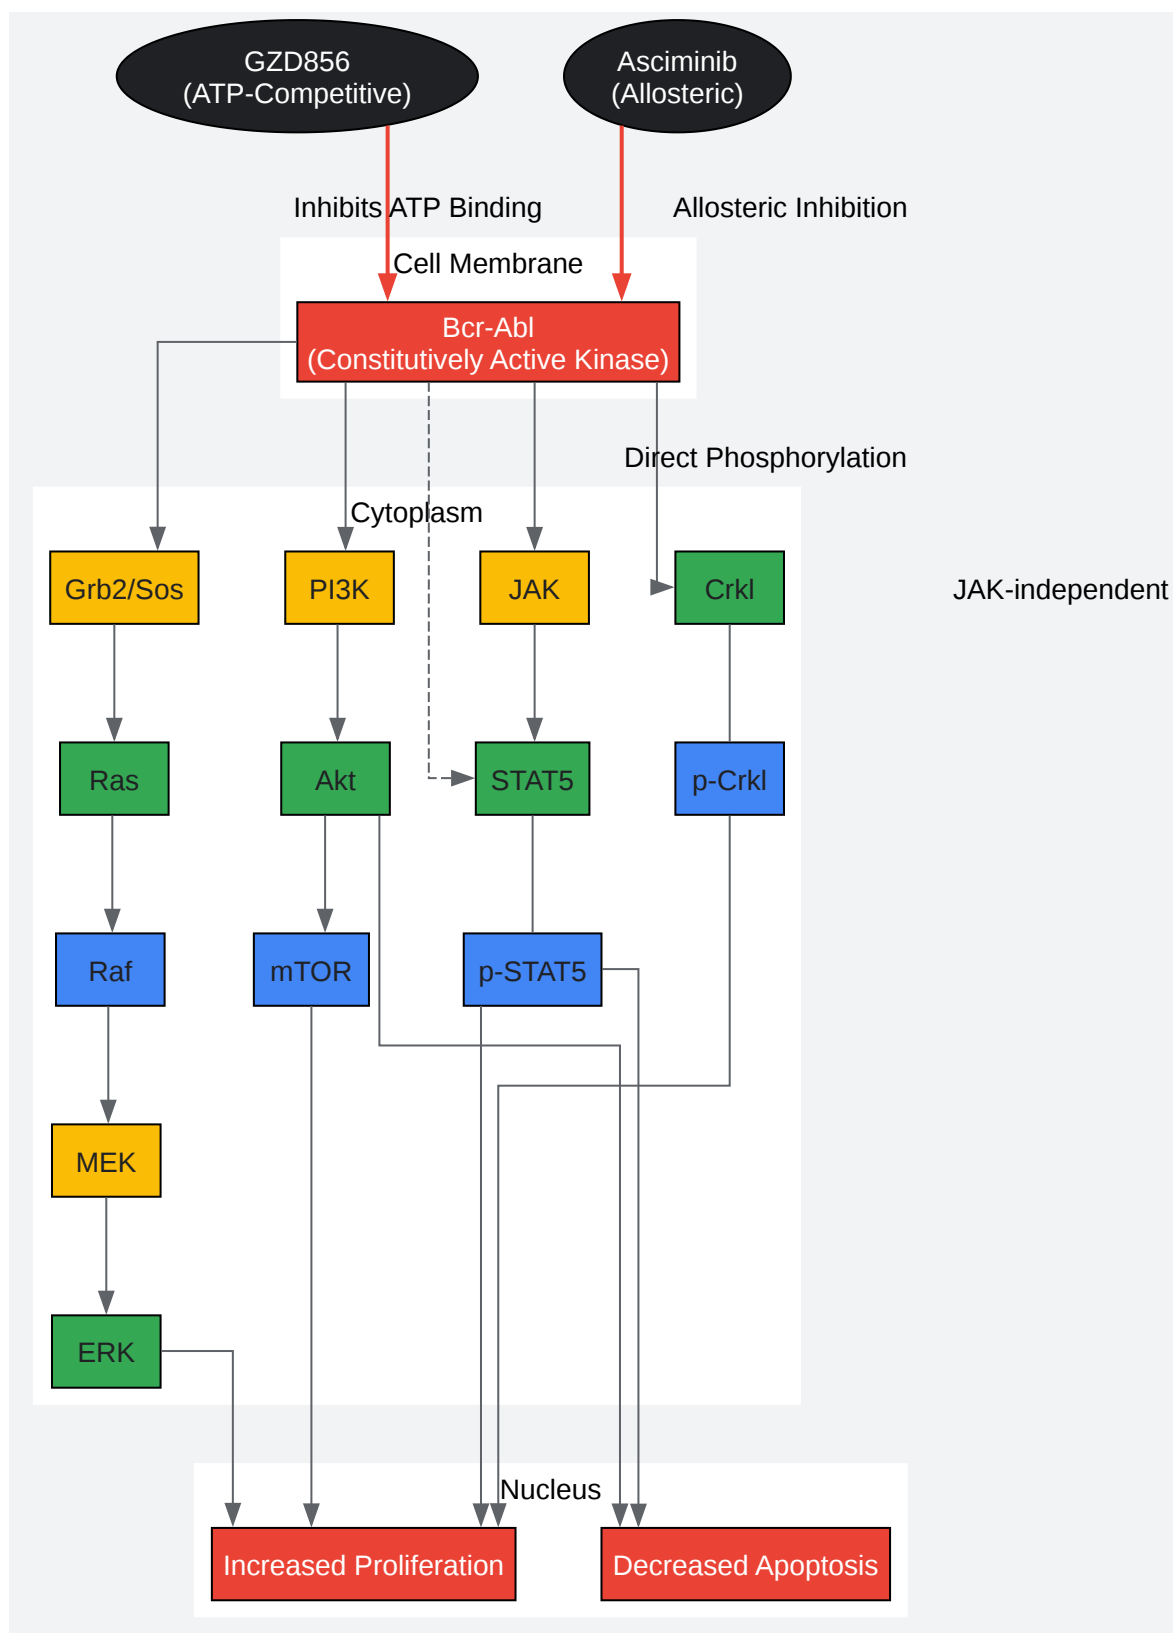 GZD856
(ATP-Competitive)
Asciminib
(Allosteric)
Inhibits ATP Binding
Allosteric Inhibition
Cell Membrane
Bcr-Abl
(Constitutively Active Kinase)
Direct Phosphorylation
Cytoplasm
Grb2/Sos
PI3K
JAK
Crkl
JAK-independent
Ras
Akt
STAT5
p-Crkl
Raf
mTOR
p-STAT5
MEK
ERK
Nucleus
Increased Proliferation
Decreased Apoptosis